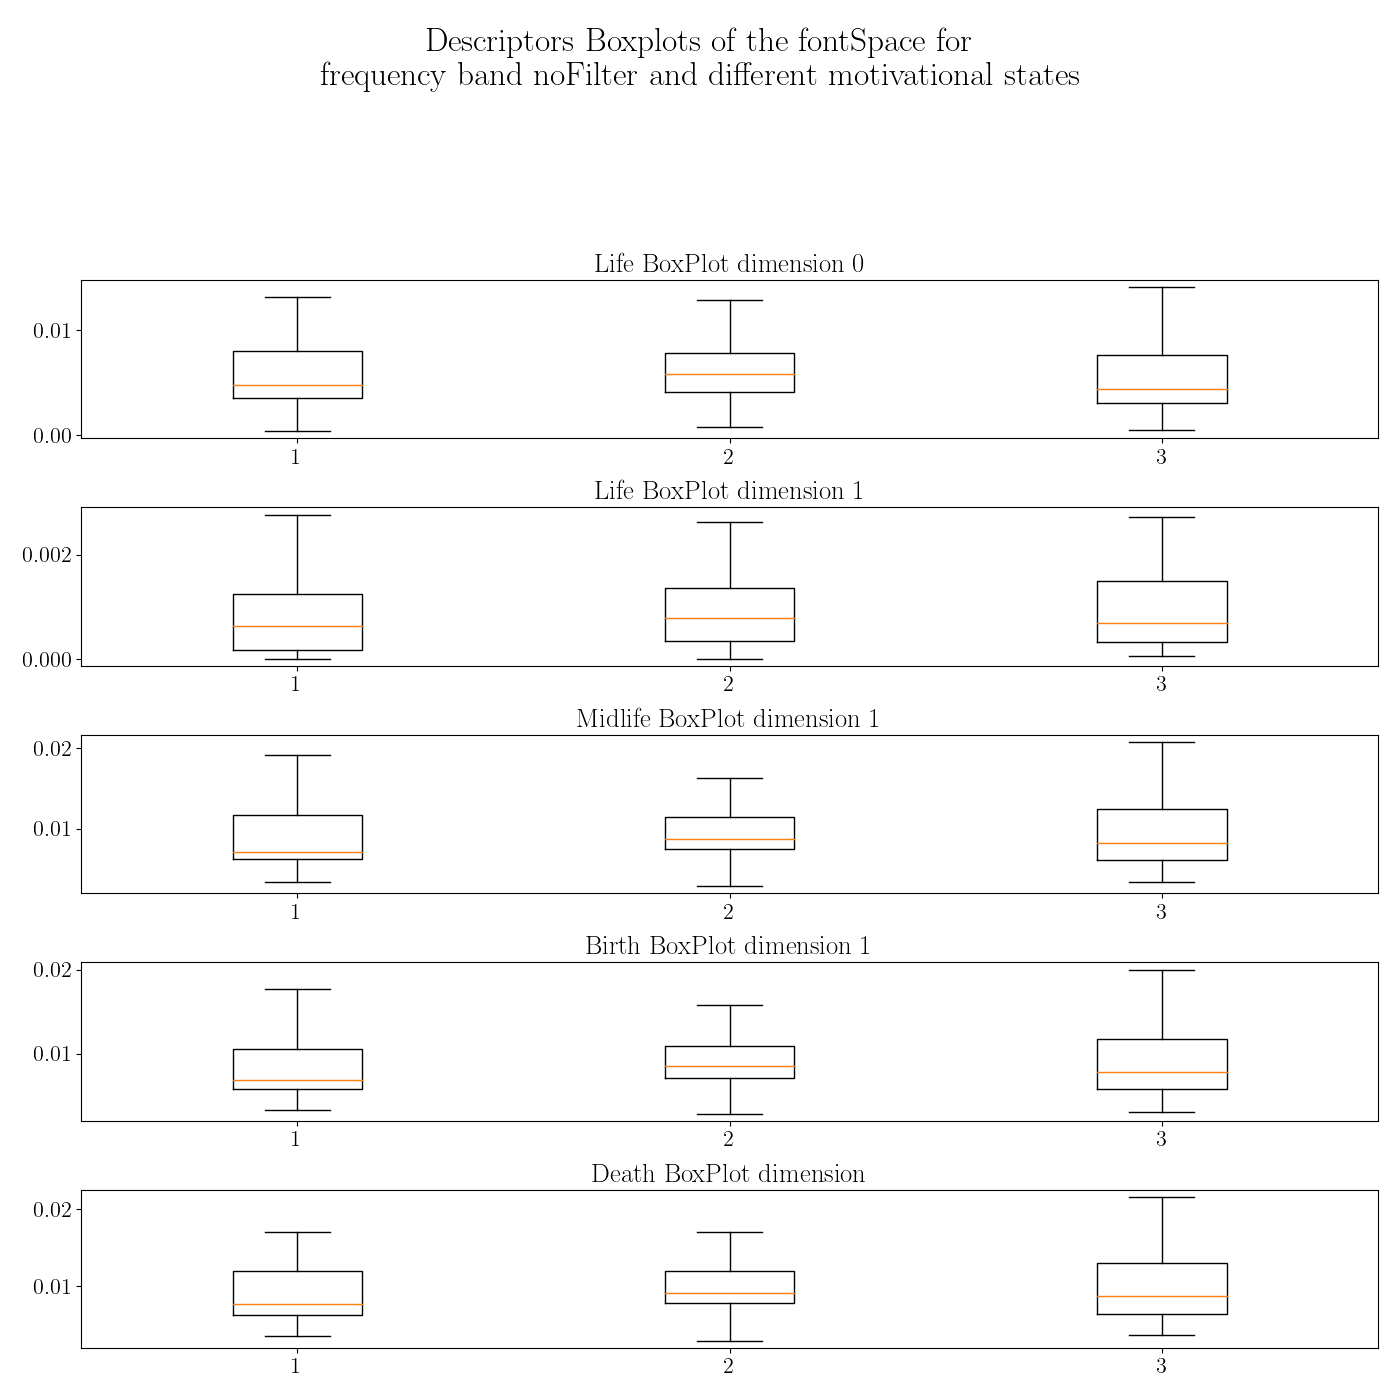 Descriptors Boxplots of the fontSpace for
frequency band noFilter and different motivational states
Life BoxPlot dimension 0
0.01
0.00
1 2 3
Life BoxPlot dimension 1
0.002
0.000
1 2 3
Midlife BoxPlot dimension 1
0.02
0.01
1 2 3
Birth BoxPlot dimension 1
0.02
0.01
1 2 3
Death BoxPlot dimension
0.02
0.01
1 2 3